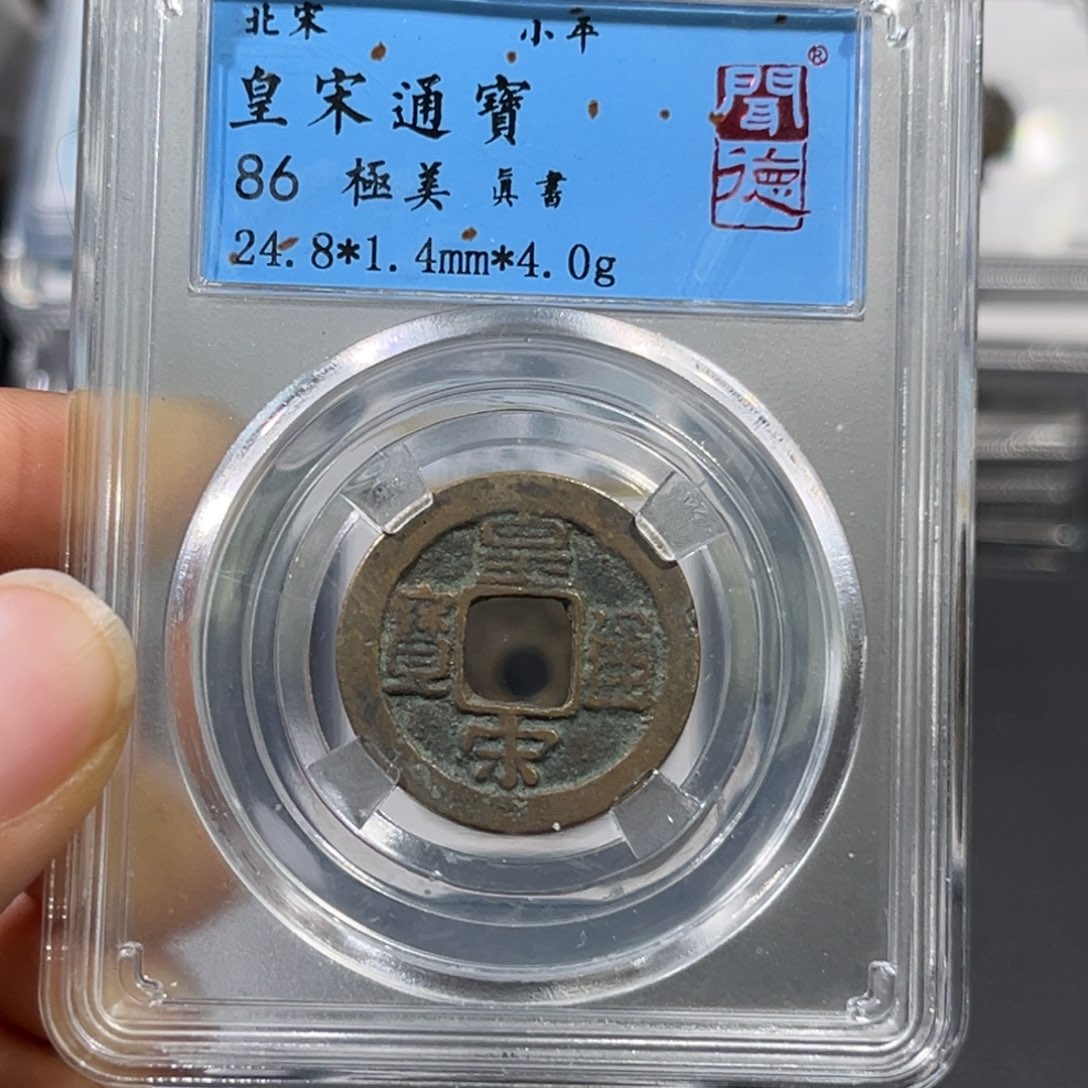 北宋 小平
皇宋通寶
86 極美 真書
24.8*1.4mm*4.0g
聞德®
皇宋通寶